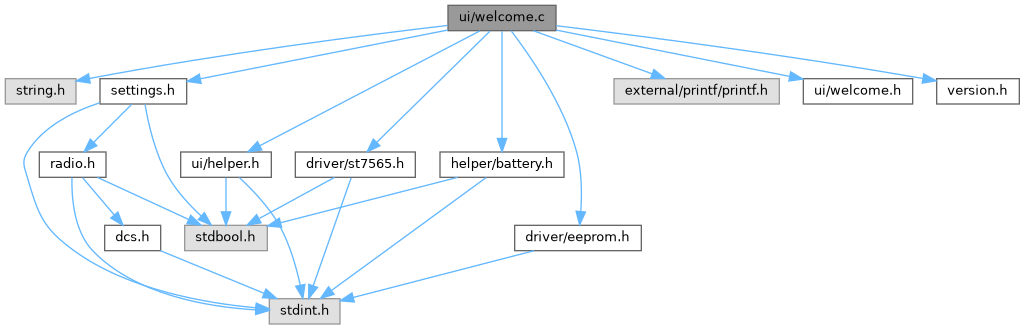 ui/welcome.c
string.h
settings.h
external/printf/printf.h
ui/welcome.h
version.h
radio.h
ui/helper.h
driver/st7565.h
helper/battery.h
dcs.h
stdbool.h
driver/eeprom.h
stdint.h